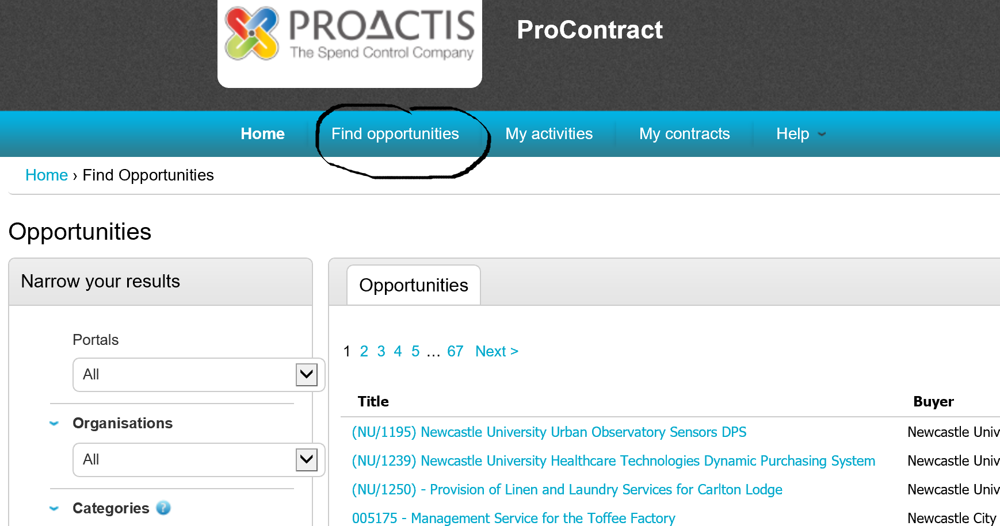 PROACTIS
The Spend Control Company
ProContract
Home Find opportunities My activities My contracts Help
Home › Find Opportunities
Opportunities
Narrow your results
Portals
All
Organisations
All
Categories ?
Opportunities
1 2 3 4 5 ... 67 Next >
Title Buyer
(NU/1195) Newcastle University Urban Observatory Sensors DPS Newcastle Univ
(NU/1239) Newcastle University Healthcare Technologies Dynamic Purchasing System Newcastle Univ
(NU/1250) - Provision of Linen and Laundry Services for Carlton Lodge Newcastle Univ
005175 - Management Service for the Toffee Factory Newcastle City